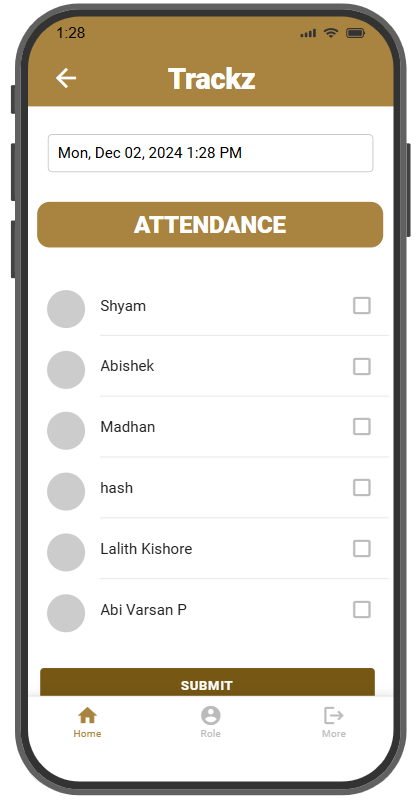 1:28
Trackz
Mon, Dec 02, 2024 1:28 PM
ATTENDANCE
Shyam
Abishek
Madhan
hash
Lalith Kishore
Abi Varsan P
SUBMIT
Home Role More